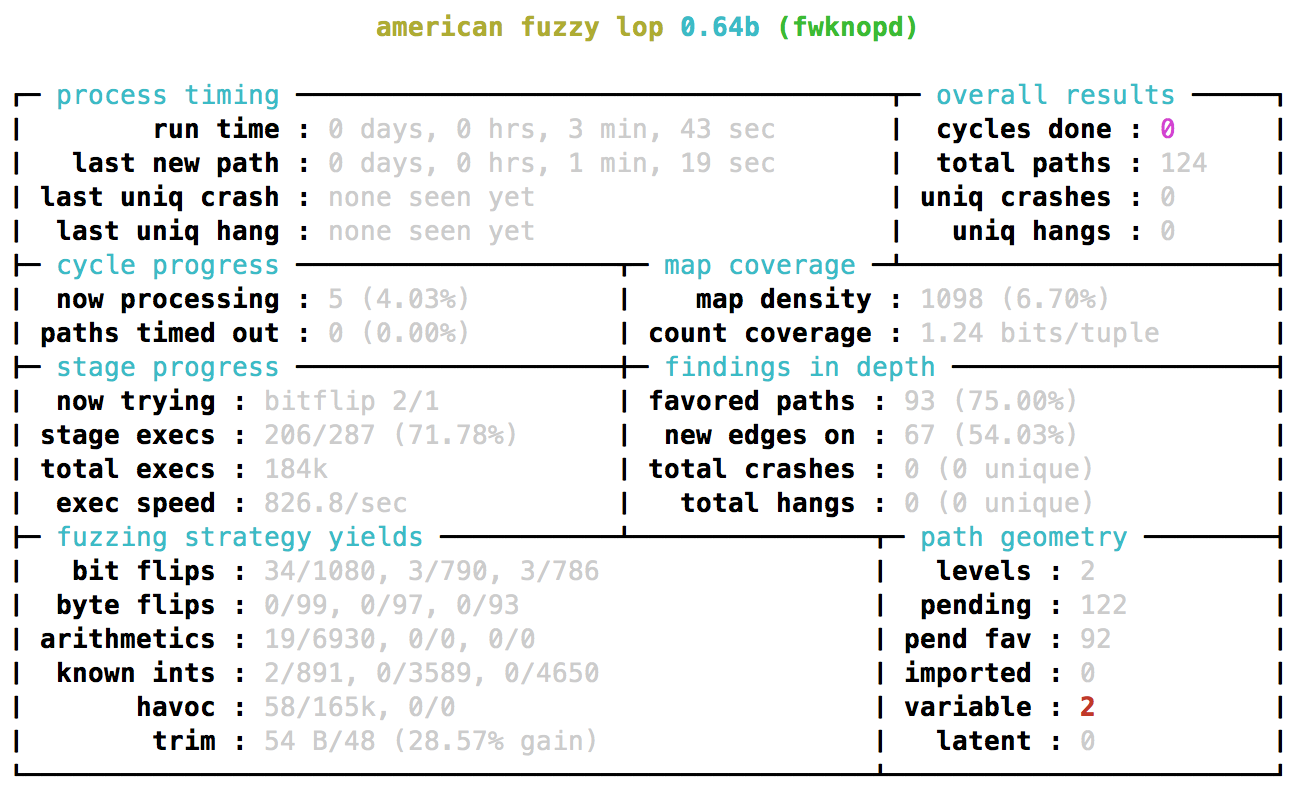 american fuzzy lop 0.64b (fwknopd)
process timing overall results
run time : 0 days, 0 hrs, 3 min, 43 sec cycles done : 0
last new path : 0 days, 0 hrs, 1 min, 19 sec total paths : 124
last uniq crash : none seen yet uniq crashes : 0
last uniq hang : none seen yet uniq hangs : 0
cycle progress map coverage
now processing : 5 (4.03%) map density : 1098 (6.70%)
paths timed out : 0 (0.00%) count coverage : 1.24 bits/tuple
stage progress findings in depth
now trying : bitflip 2/1 favored paths : 93 (75.00%)
stage execs : 206/287 (71.78%) new edges on : 67 (54.03%)
total execs : 184k total crashes : 0 (0 unique)
exec speed : 826.8/sec total hangs : 0 (0 unique)
fuzzing strategy yields path geometry
bit flips : 34/1080, 3/790, 3/786 levels : 2
byte flips : 0/99, 0/97, 0/93 pending : 122
arithmetics : 19/6930, 0/0, 0/0 pend fav : 92
known ints : 2/891, 0/3589, 0/4650 imported : 0
havoc : 58/165k, 0/0 variable : 2
trim : 54 B/48 (28.57% gain) latent : 0